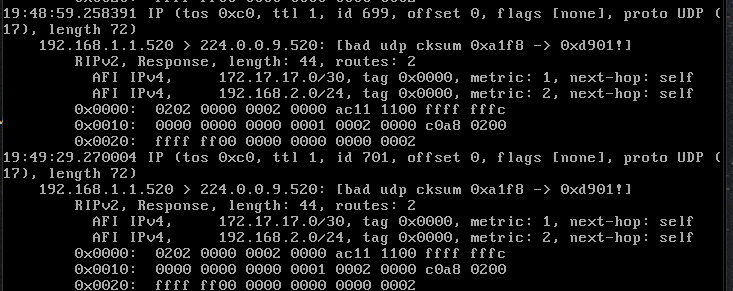 0x0020: ffff ff00 0000 0000 0000 0002
19:48:59.258391 IP (tos 0xc0, ttl 1, id 699, offset 0, flags [none], proto UDP (
17), length 72)
192.168.1.1.520 > 224.0.0.9.520: [bad udp cksum 0xa1f8 -> 0xd901!]
RIPv2, Response, length: 44, routes: 2
AFI IPv4, 172.17.17.0/30, tag 0x0000, metric: 1, next-hop: self
AFI IPv4, 192.168.2.0/24, tag 0x0000, metric: 2, next-hop: self
0x0000: 0202 0000 0002 0000 ac11 1100 ffff fffc
0x0010: 0000 0000 0000 0001 0002 0000 c0a8 0200
0x0020: ffff ff00 0000 0000 0000 0002
19:49:29.270004 IP (tos 0xc0, ttl 1, id 701, offset 0, flags [none], proto UDP (
17), length 72)
192.168.1.1.520 > 224.0.0.9.520: [bad udp cksum 0xa1f8 -> 0xd901!]
RIPv2, Response, length: 44, routes: 2
AFI IPv4, 172.17.17.0/30, tag 0x0000, metric: 1, next-hop: self
AFI IPv4, 192.168.2.0/24, tag 0x0000, metric: 2, next-hop: self
0x0000: 0202 0000 0002 0000 ac11 1100 ffff fffc
0x0010: 0000 0000 0000 0001 0002 0000 c0a8 0200
0x0020: ffff ff00 0000 0000 0000 0002